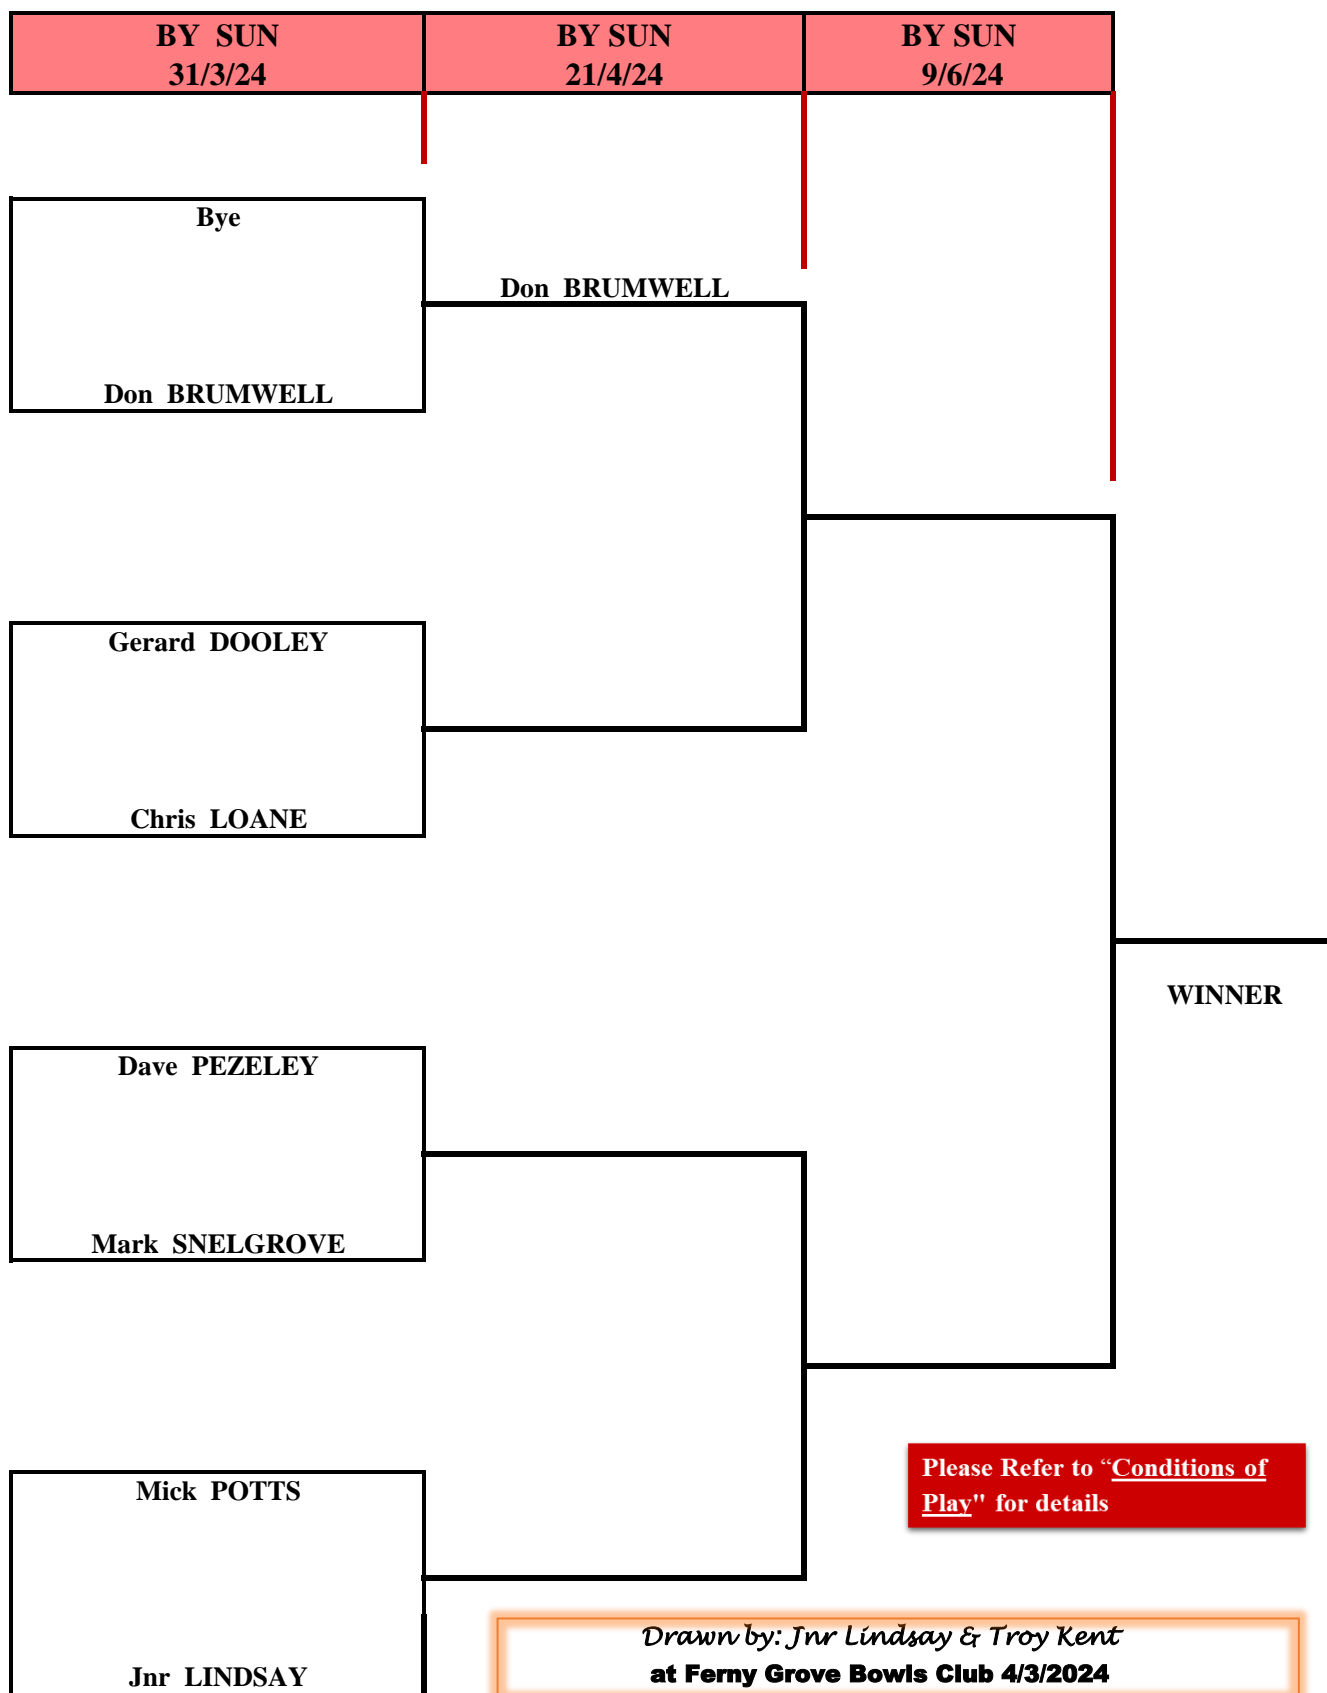 BY SUN
31/3/24
BY SUN
21/4/24
BY SUN
9/6/24
Bye
Don BRUMWELL
Don BRUMWELL
Gerard DOOLEY
Chris LOANE
WINNER
Dave PEZELEY
Mark SNELGROVE
Mick POTTS
Please Refer to “Conditions of
Play" for details
Jnr LINDSAY
Drawn by: Jnr Lindsay & Troy Kent
at Ferny Grove Bowls Club 4/3/2024